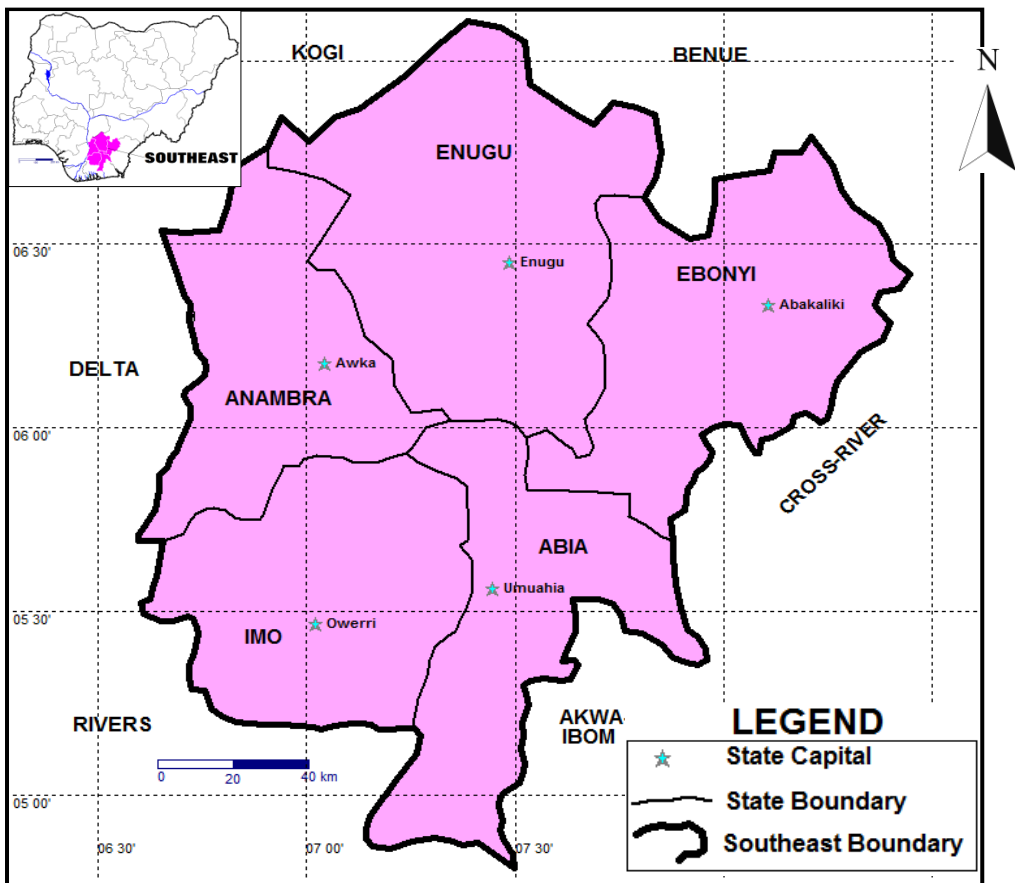 SOUTHEAST
KOGI
BENUE
N
ENUGU
06 30'
Enugu
EBONYI
Abakaliki
DELTA
Awka
ANAMBRA
06 00'
CROSS-RIVER
ABIA
Umuahia
05 30'
IMO
Owerri
RIVERS
AKWA-
IBOM
LEGEND
State Capital
0 20 40 km
State Boundary
05 00'
Southeast Boundary
06 30'
07 00'
07 30'